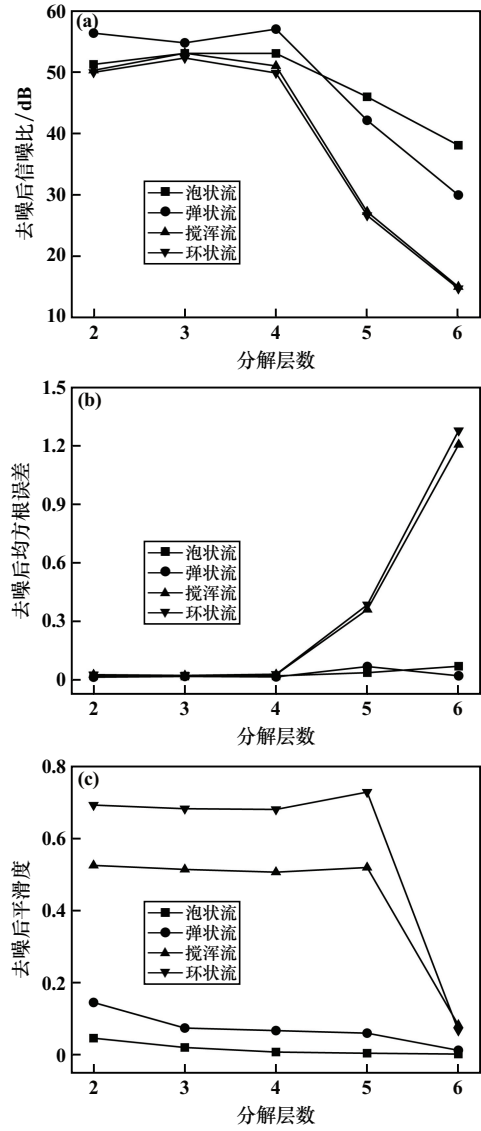 (a)
60
50
40
30
20
10
去噪后信噪比/dB
泡状流
弹状流
搅浑流
环状流
2 3 4 5 6
分解层数
(b)
1.5
1.2
0.9
0.6
0.3
0
去噪后均方根误差
泡状流
弹状流
搅浑流
环状流
2 3 4 5 6
分解层数
(c)
0.8
0.6
0.4
0.2
0
去噪后平滑度
泡状流
弹状流
搅浑流
环状流
2 3 4 5 6
分解层数